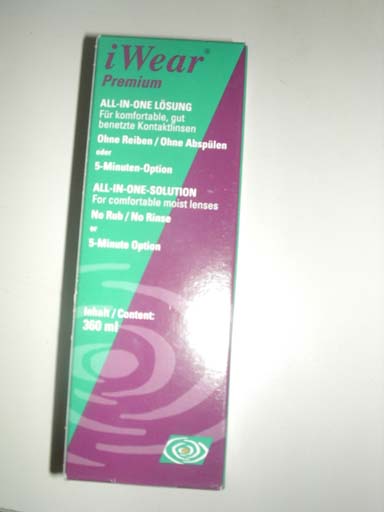 iWear®
Premium
ALL-IN-ONE LÖSUNG
Für komfortable, gut
benetzte Kontaktlinsen
Ohne Reiben / Ohne Abspülen
oder
5-Minuten-Option
ALL-IN-ONE-SOLUTION
For comfortable moist lenses
No Rub / No Rinse
or
5-Minute Option
Inhalt / Content:
360 ml